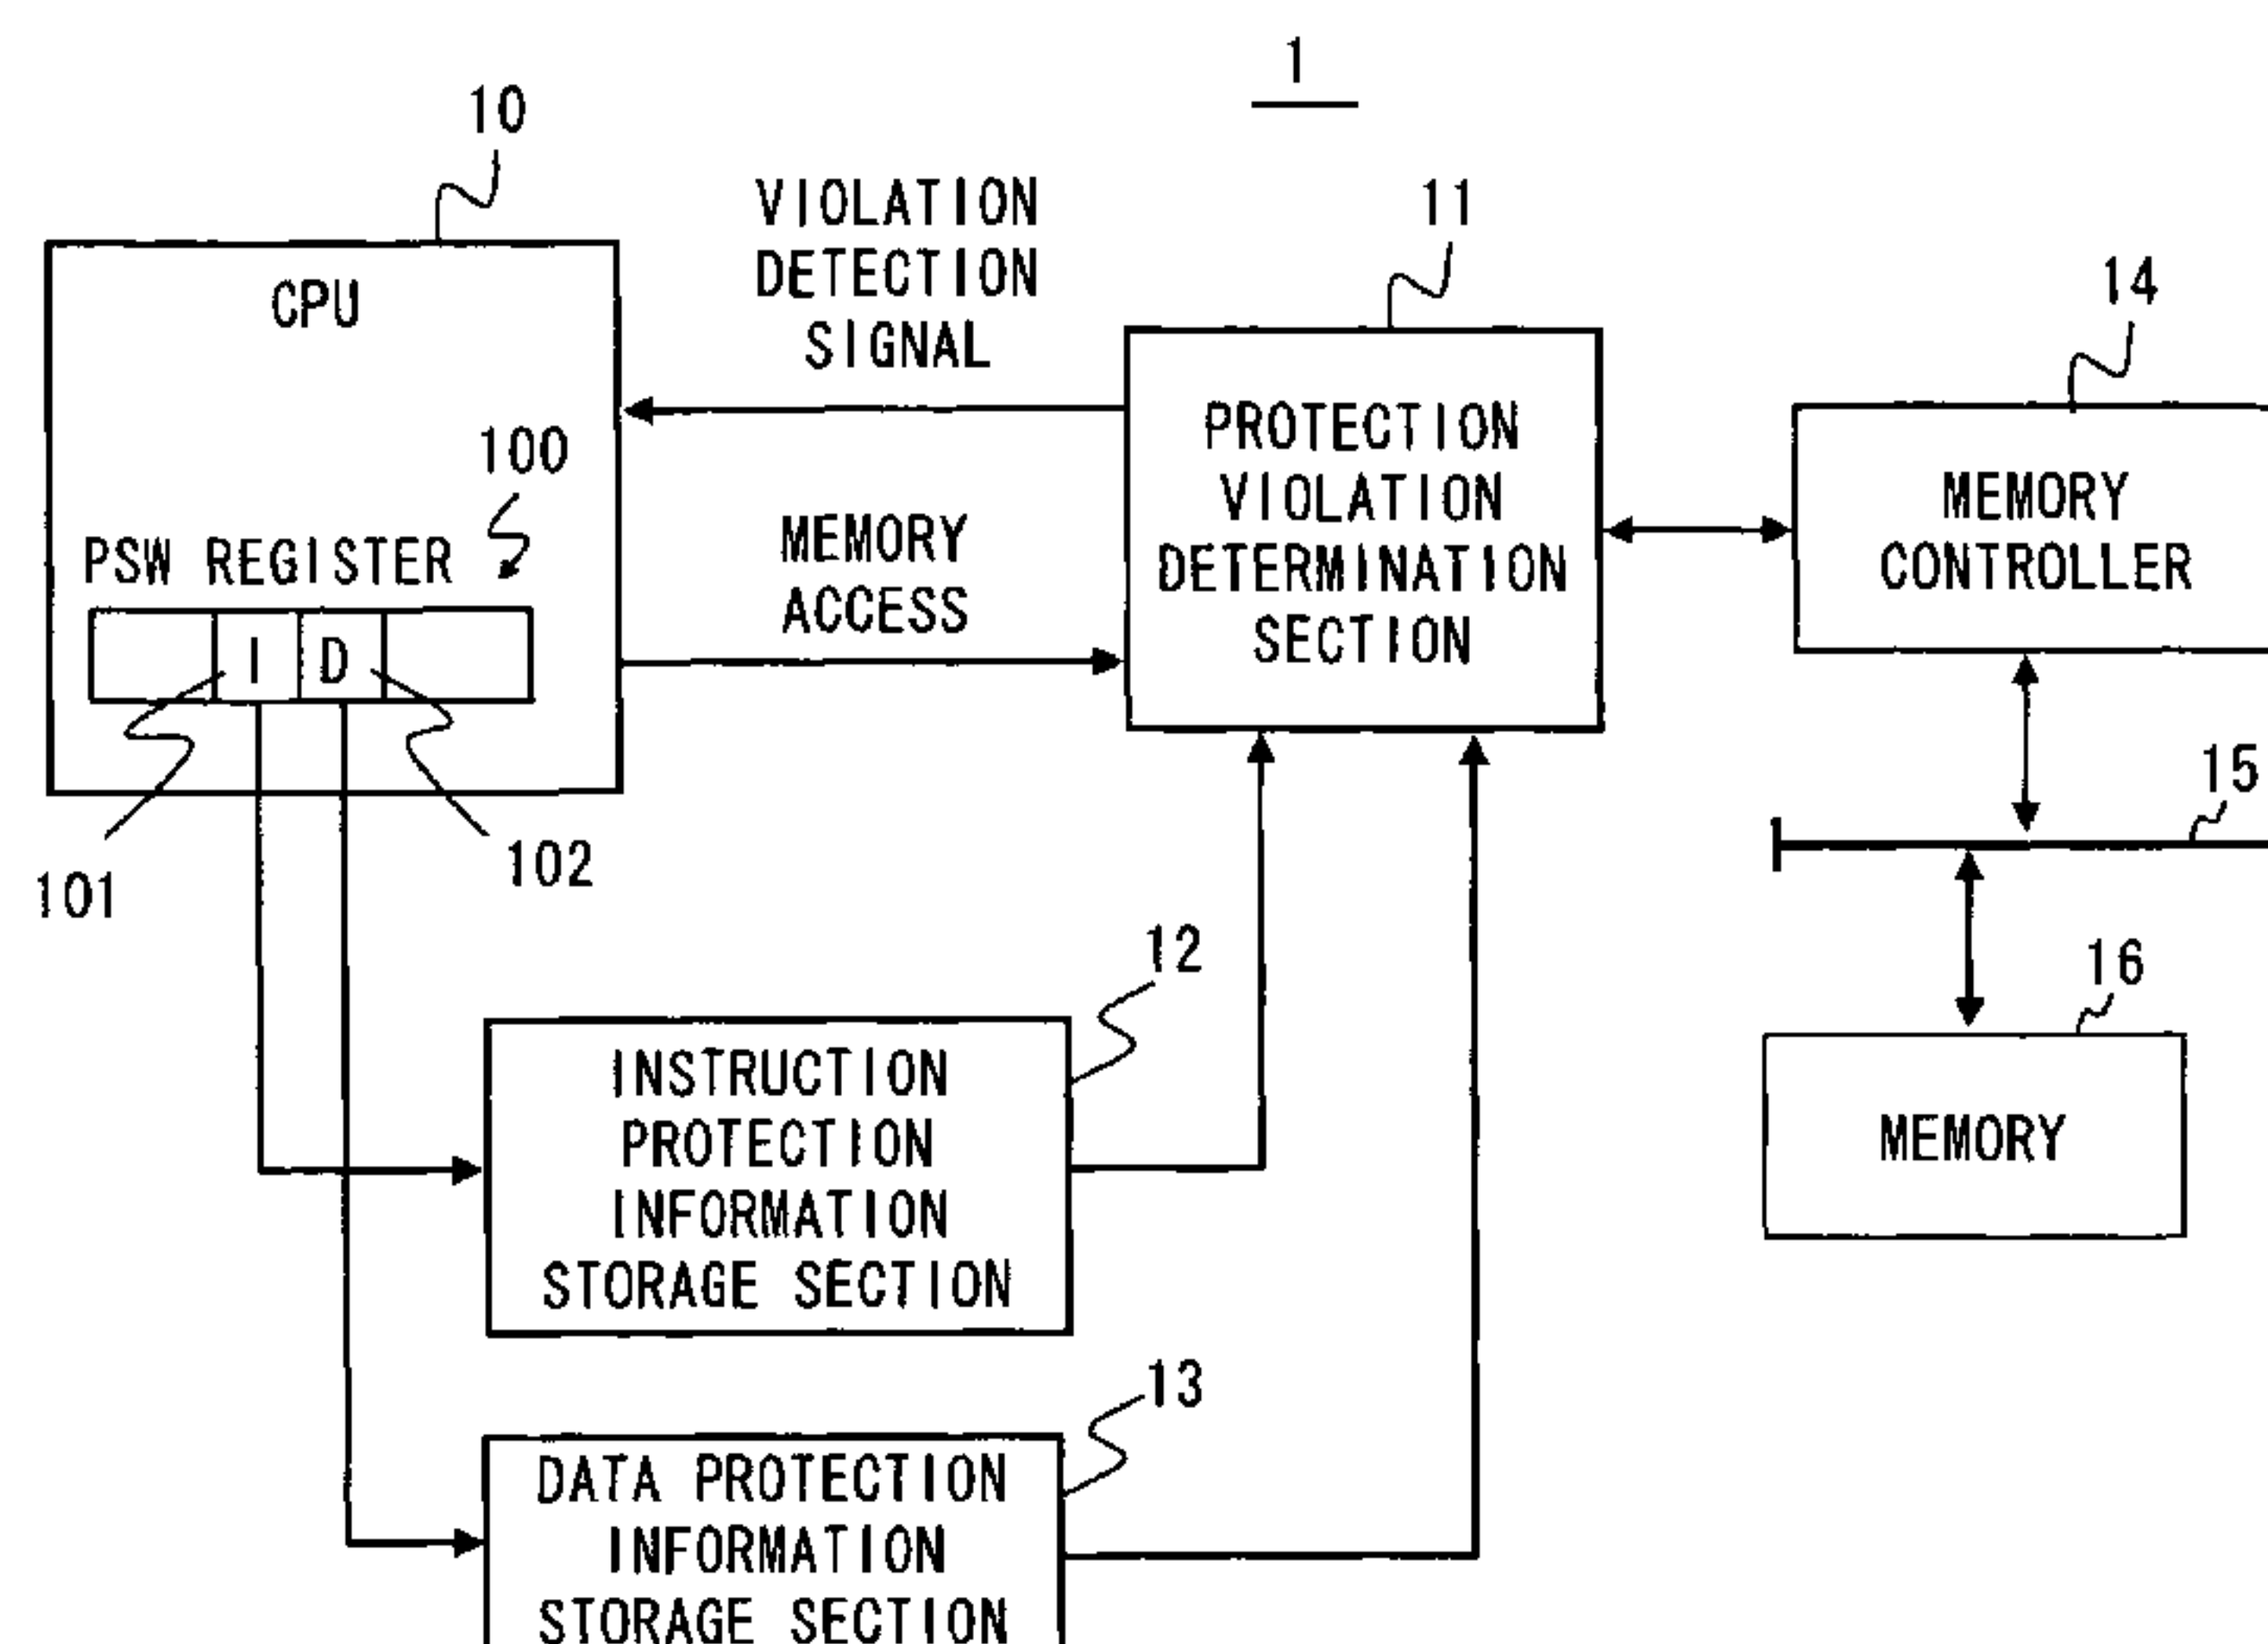 1
10
CPU
VIOLATION
DETECTION
SIGNAL
11
14
100
PSW REGISTER
I D
101
102
MEMORY
ACCESS
PROTECTION
VIOLATION
DETERMINATION
SECTION
MEMORY
CONTROLLER
15
16
MEMORY
12
INSTRUCTION
PROTECTION
INFORMATION
STORAGE SECTION
13
DATA PROTECTION
INFORMATION
STORAGE SECTION